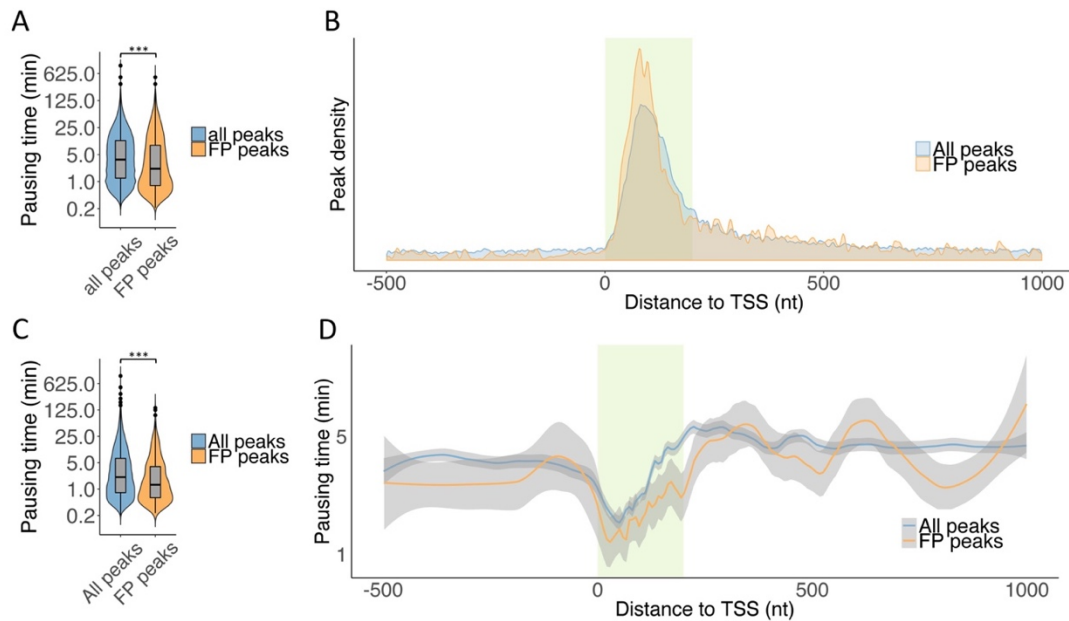 A
Pausing time (min)
625.0
125.0
25.0
5.0
1.0
0.2
***
all peaks
FP peaks
all peaks
FP peaks
B
Peak density
All peaks
FP peaks
-500
0
500
1000
Distance to TSS (nt)
C
Pausing time (min)
625.0
125.0
25.0
5.0
1.0
0.2
***
All peaks
FP peaks
All peaks
FP peaks
D
Pausing time (min)
5
1
All peaks
FP peaks
-500
0
500
1000
Distance to TSS (nt)